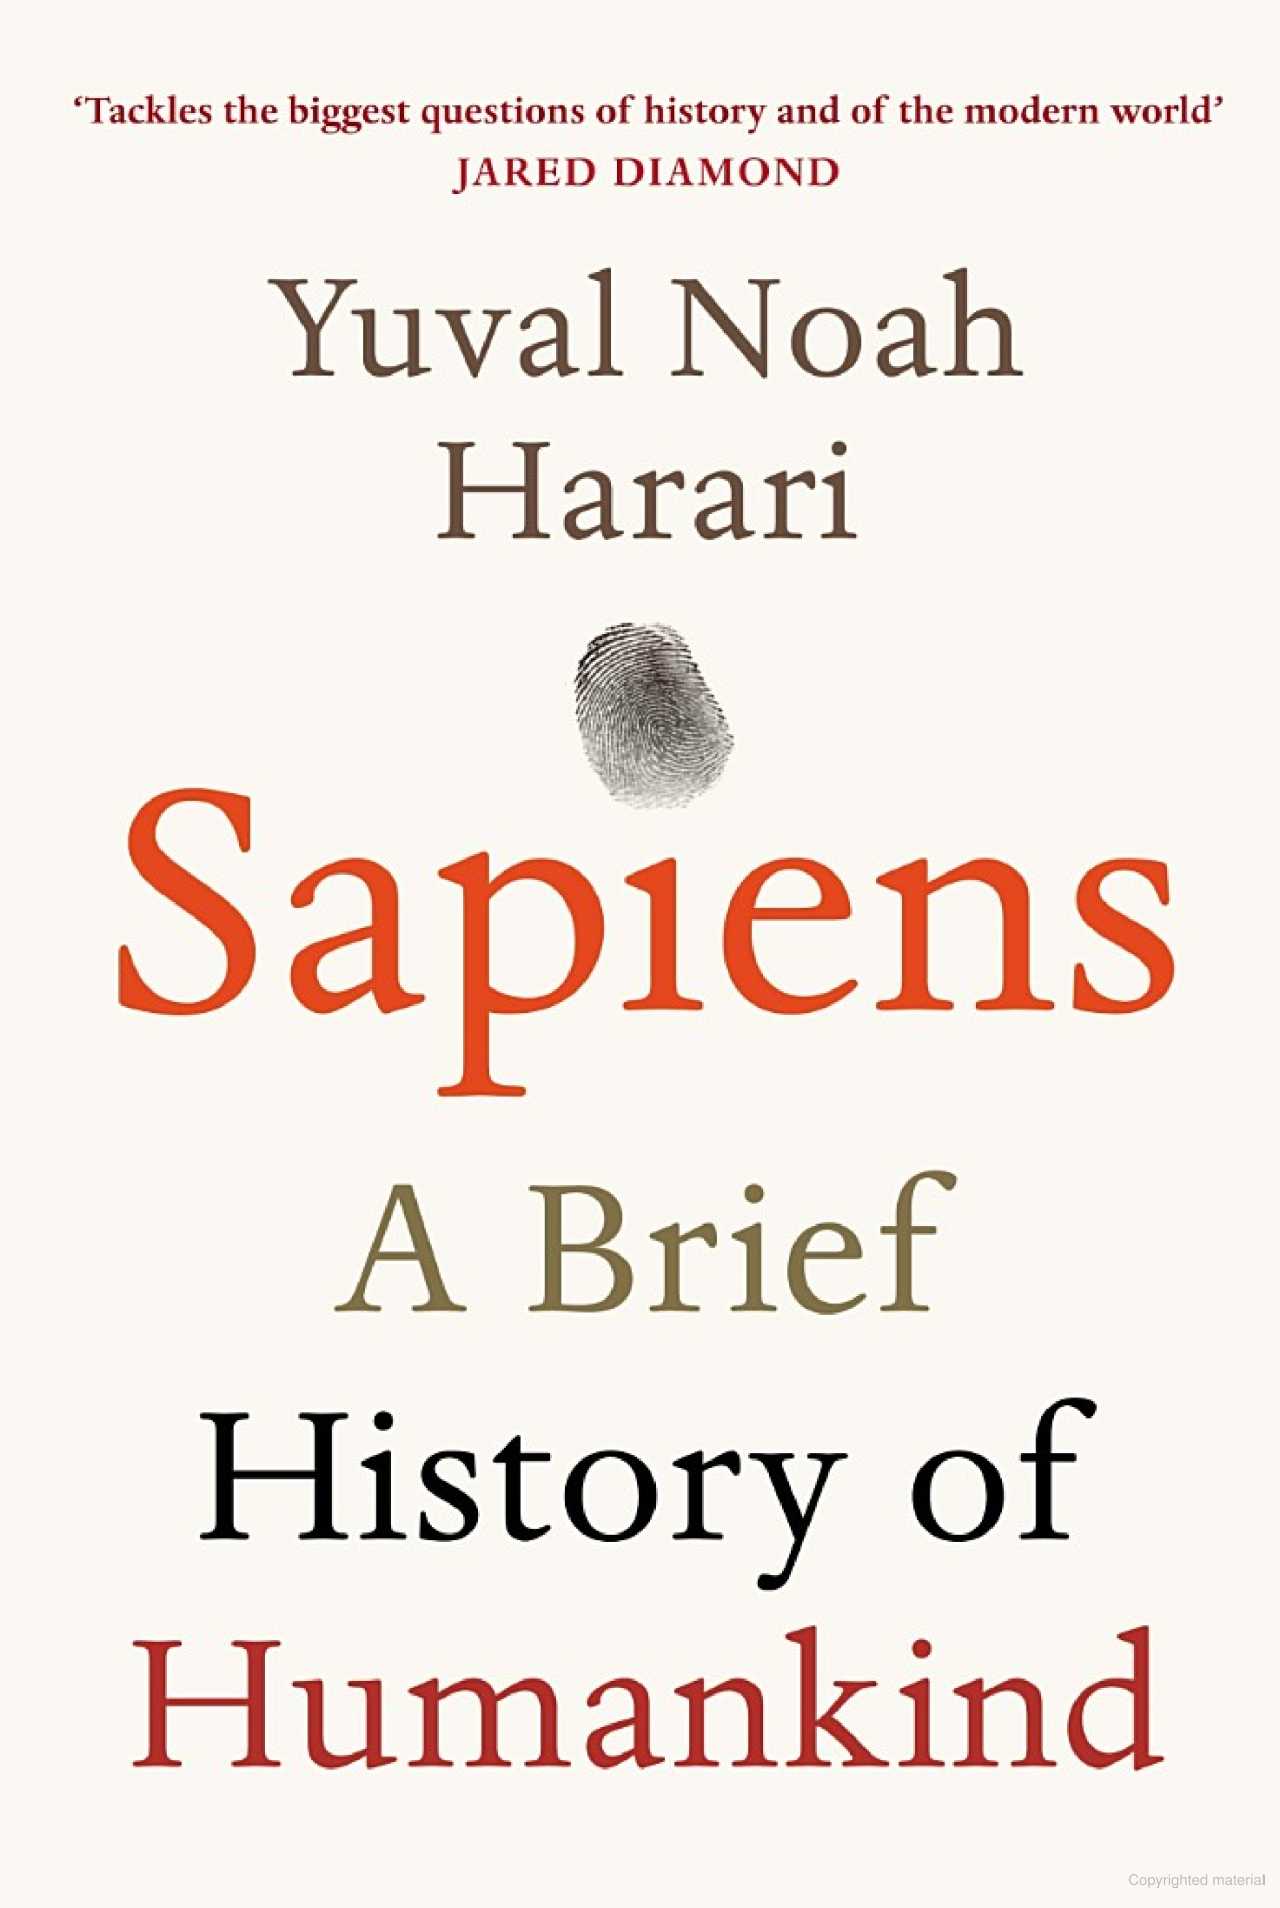 ‘Tackles the biggest questions of history and of the modern world’
JARED DIAMOND
Yuval Noah
Harari
Sapiens
A Brief
History of
Humankind
Copyrighted material